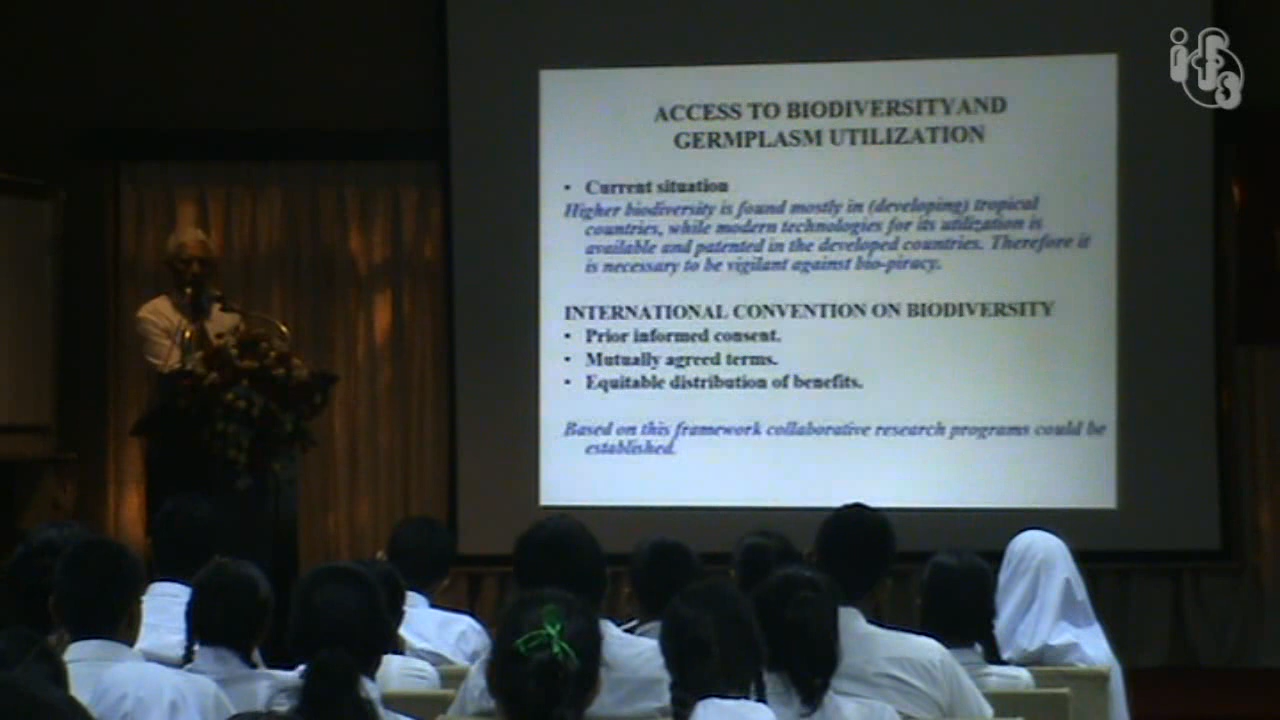 ACCESS TO BIODIVERSITY AND
GERMPLASM UTILIZATION
• Current situation
Higher biodiversity is found mostly in (developing) tropical
countries, while modern technologies for its utilization is
available and patented in the developed countries. Therefore it
is necessary to be vigilant against bio-piracy.
INTERNATIONAL CONVENTION ON BIODIVERSITY
• Prior informed consent.
• Mutually agreed terms.
• Equitable distribution of benefits.
Based on this framework collaborative research programs could be
established.